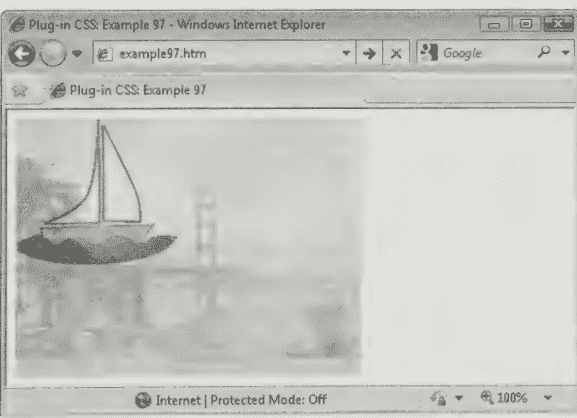 Plug-in CSS: Example 97 - Windows Internet Explorer
example97.htm
Google
Plug-in CSS: Example 97
Internet | Protected Mode: Off
100%